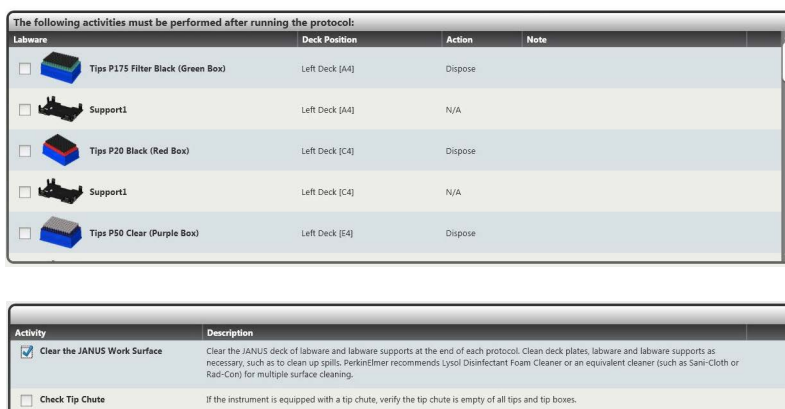 The following activities must be performed after running the protocol:
Labware Deck Position Action Note
Tips P175 Filter Black (Green Box) Left Deck [A4] Dispose
Support1 Left Deck [A4] N/A
Tips P20 Black (Red Box) Left Deck [C4] Dispose
Support1 Left Deck [C4] N/A
Tips P50 Clear (Purple Box) Left Deck [E4] Dispose
Activity Description
Clear the JANUS Work Surface Clear the JANUS deck of labware and labware supports at the end of each protocol. Clean deck plates, labware and labware supports as
necessary, such as to clean up spills. PerkinElmer recommends Lysol Disinfectant Foam Cleaner or an equivalent cleaner (such as Sani-Cloth or
Rad-Con) for multiple surface cleaning.
Check Tip Chute If the instrument is equipped with a tip chute, verify the tip chute is empty of all tips and tip boxes.